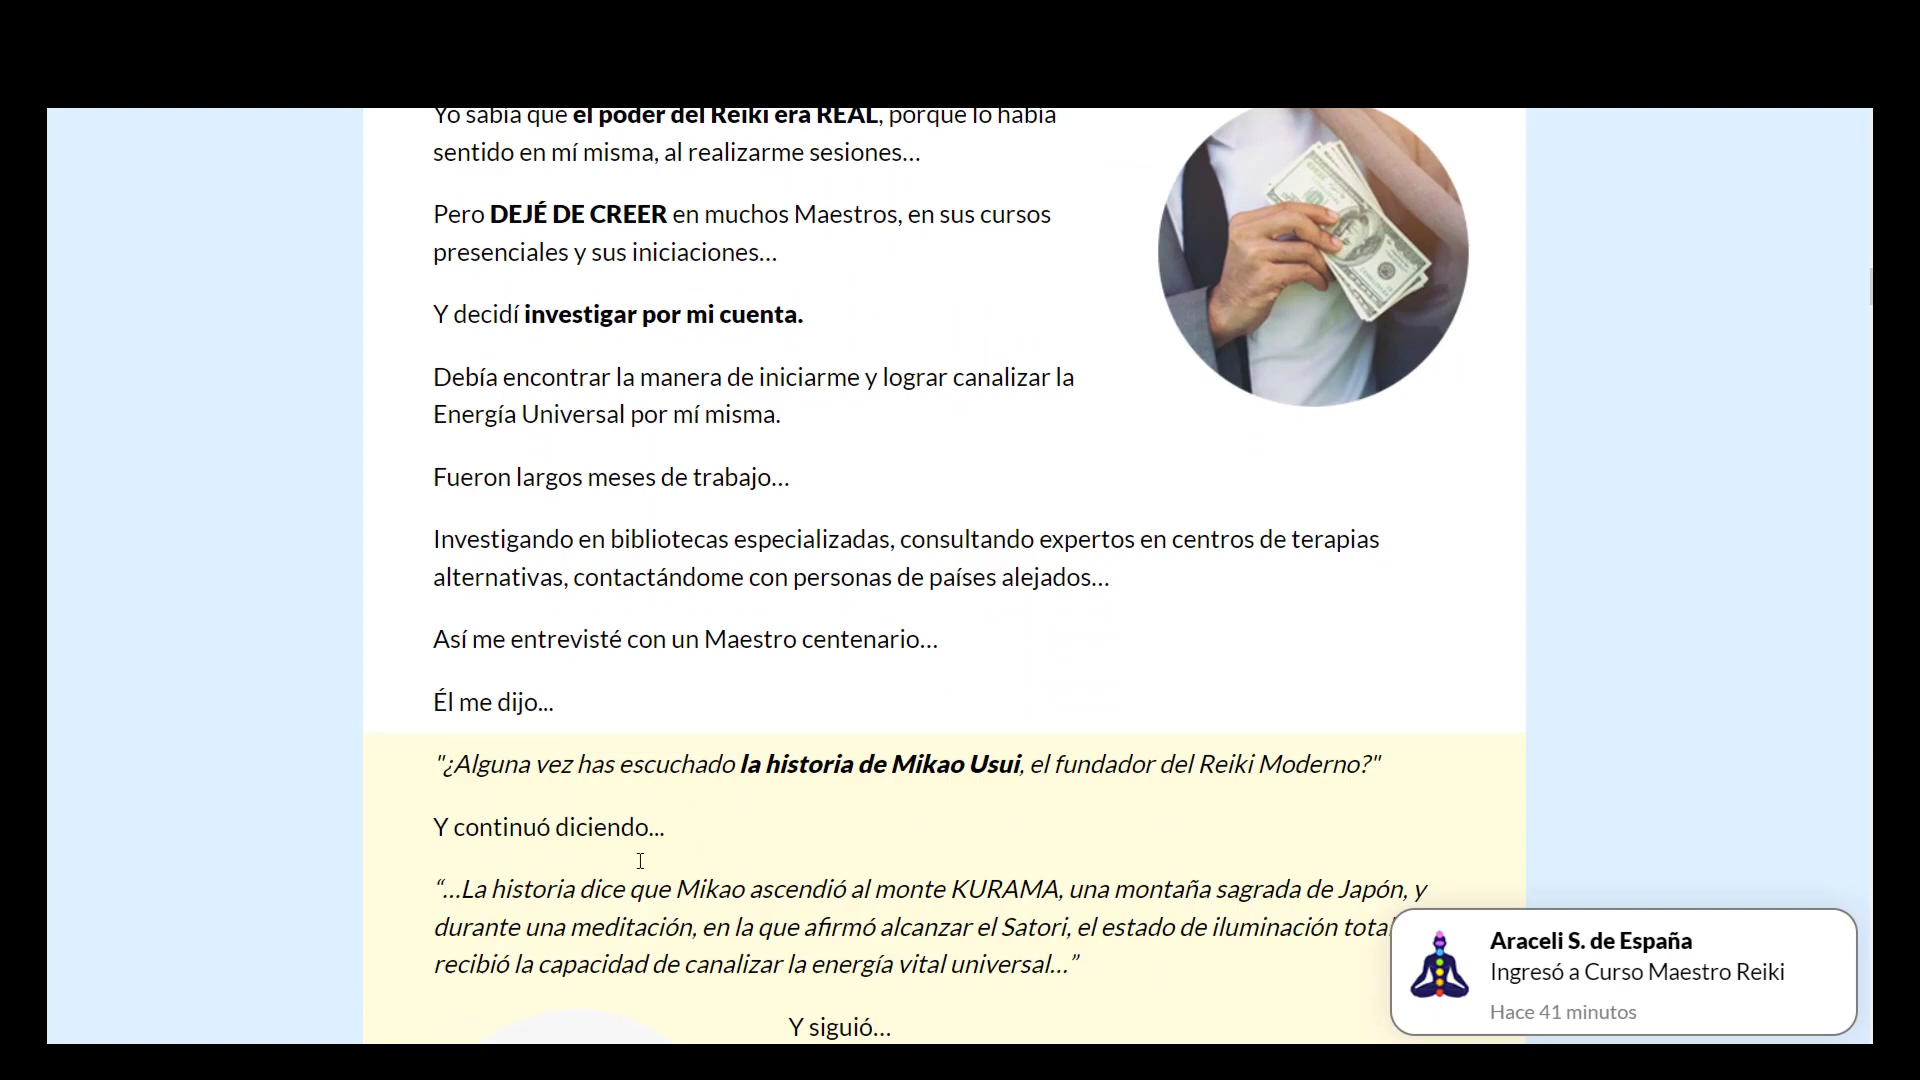 Yo sabía que el poder del Reiki era REAL, porque lo había
sentido en mí misma, al realizarme sesiones…
Pero DEJÉ DE CREER en muchos Maestros, en sus cursos
presenciales y sus iniciaciones…
Y decidí investigar por mi cuenta.
Debía encontrar la manera de iniciarme y lograr canalizar la
Energía Universal por mí misma.
Fueron largos meses de trabajo…
Investigando en bibliotecas especializadas, consultando expertos en centros de terapias
alternativas, contactándome con personas de países alejados…
Así me entrevisté con un Maestro centenario…
Él me dijo...
"¿Alguna vez has escuchado la historia de Mikao Usui, el fundador del Reiki Moderno?"
Y continuó diciendo...
“…La historia dice que Mikao ascendió al monte KURAMA, una montaña sagrada de Japón, y
durante una meditación, en la que afirmó alcanzar el Satori, el estado de iluminación total
recibió la capacidad de canalizar la energía vital universal…”
Y siguió…
Araceli S. de España
Ingresó a Curso Maestro Reiki
Hace 41 minutos